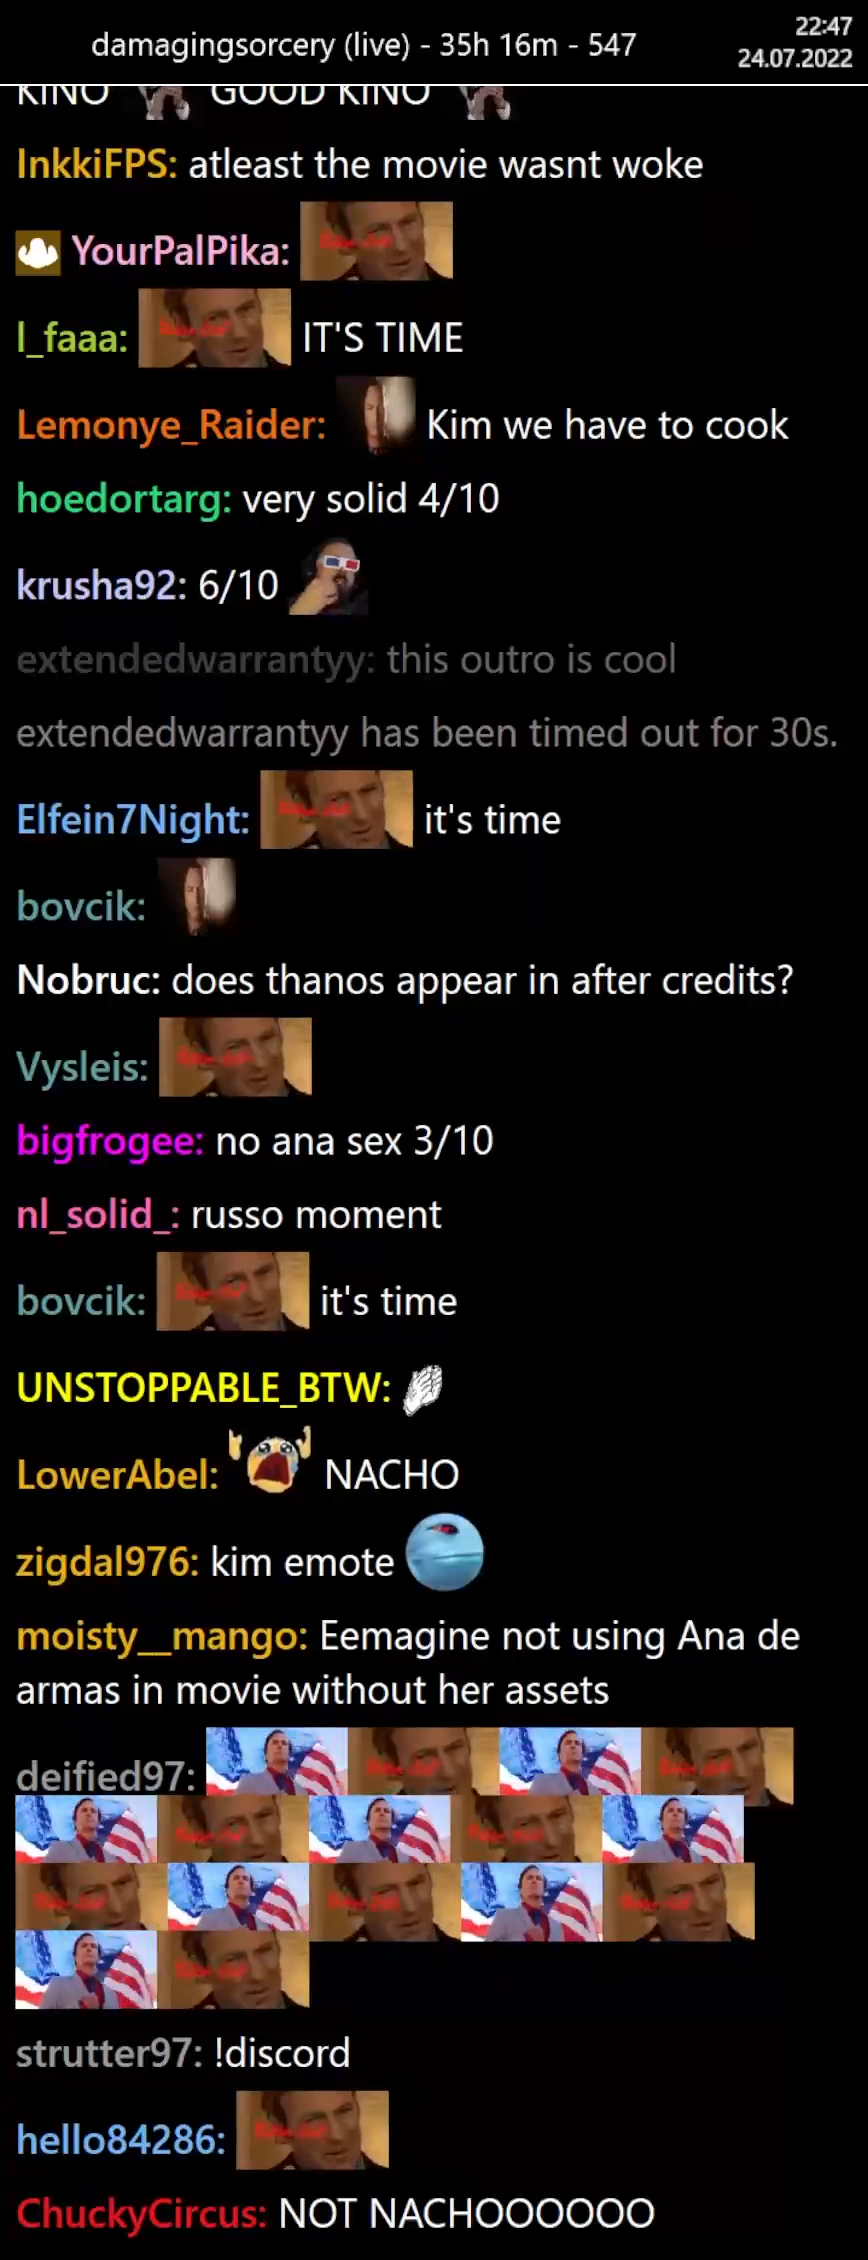 damagingsorcery (live) - 35h 16m - 547
22:47
24.07.2022
KINO GOOD KINO
InkkiFPS: atleast the movie wasnt woke
YourPalPika:
l_faaa: IT'S TIME
Lemonye_Raider: Kim we have to cook
hoedortarg: very solid 4/10
krusha92: 6/10
extendedwarrantyy: this outro is cool
extendedwarrantyy has been timed out for 30s.
Elfein7Night: it's time
bovcik:
Nobruc: does thanos appear in after credits?
Vysleis:
bigfrogee: no ana sex 3/10
nl_solid_: russo moment
bovcik: it's time
UNSTOPPABLE_BTW:
LowerAbel: NACHO
zigdal976: kim emote
moisty__mango: Eemagine not using Ana de
armas in movie without her assets
deified97:
strutter97: !discord
hello84286:
ChuckyCircus: NOT NACHOOOOOO